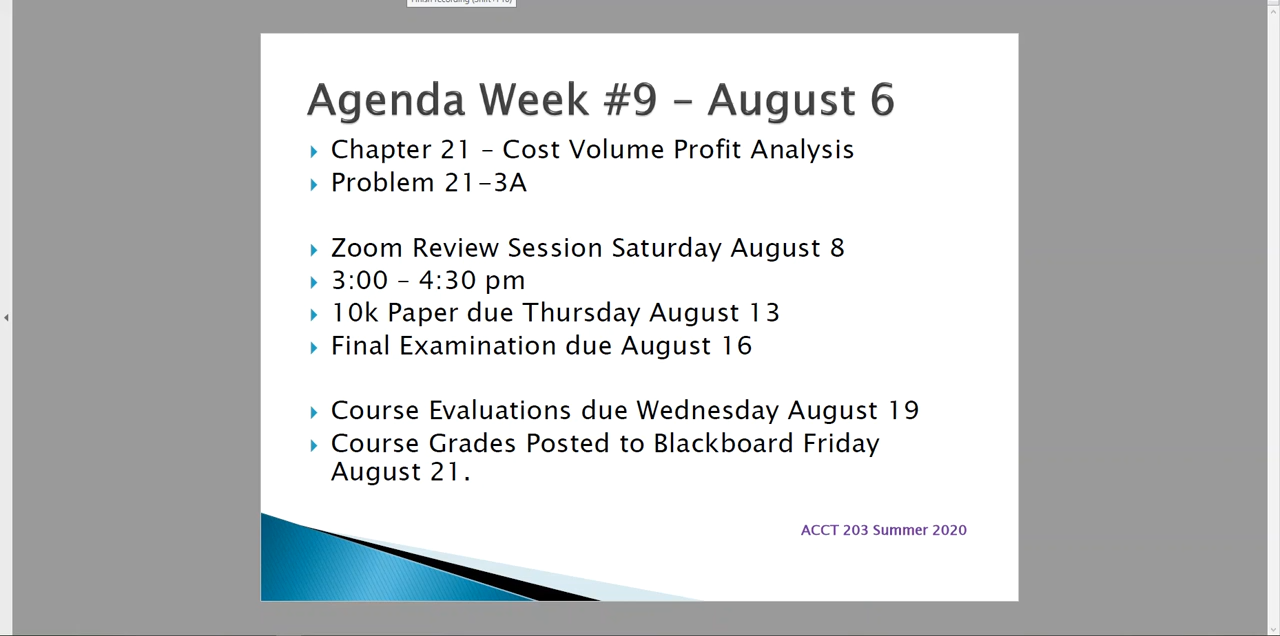 Agenda Week #9 – August 6
Chapter 21 – Cost Volume Profit Analysis
Problem 21-3A
Zoom Review Session Saturday August 8
3:00 – 4:30 pm
10k Paper due Thursday August 13
Final Examination due August 16
Course Evaluations due Wednesday August 19
Course Grades Posted to Blackboard Friday
August 21.
ACCT 203 Summer 2020